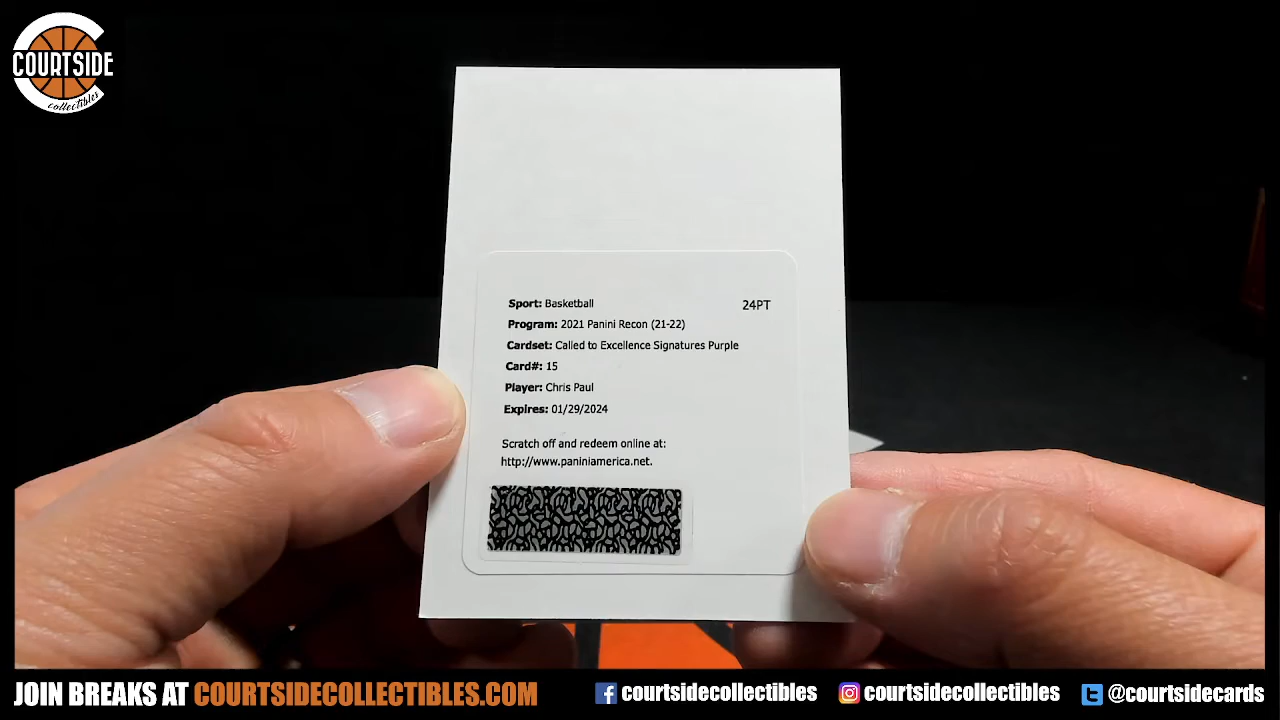 COURTSIDE
collectibles
Sport: Basketball
24PT
Program: 2021 Panini Recon (21-22)
Cardset: Called to Excellence Signatures Purple
Card#: 15
Player: Chris Paul
Expires: 01/29/2024
Scratch off and redeem online at:
http://www.paniniamerica.net.
JOIN BREAKS AT COURTSIDECOLLECTIBLES.COM
courtsidecollectibles
courtsidecollectibles
@courtsidecards